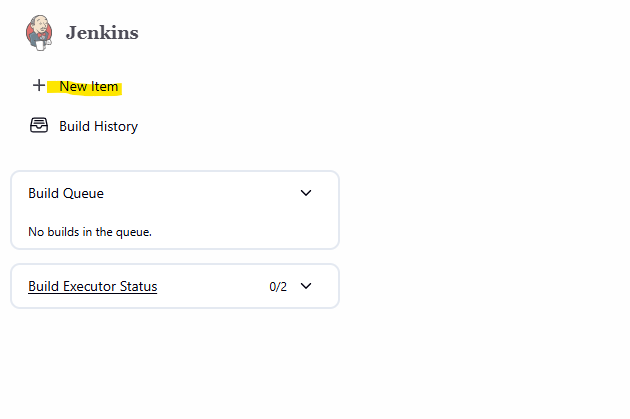 Jenkins
New Item
Build History
Build Queue
No builds in the queue.
Build Executor Status 0/2